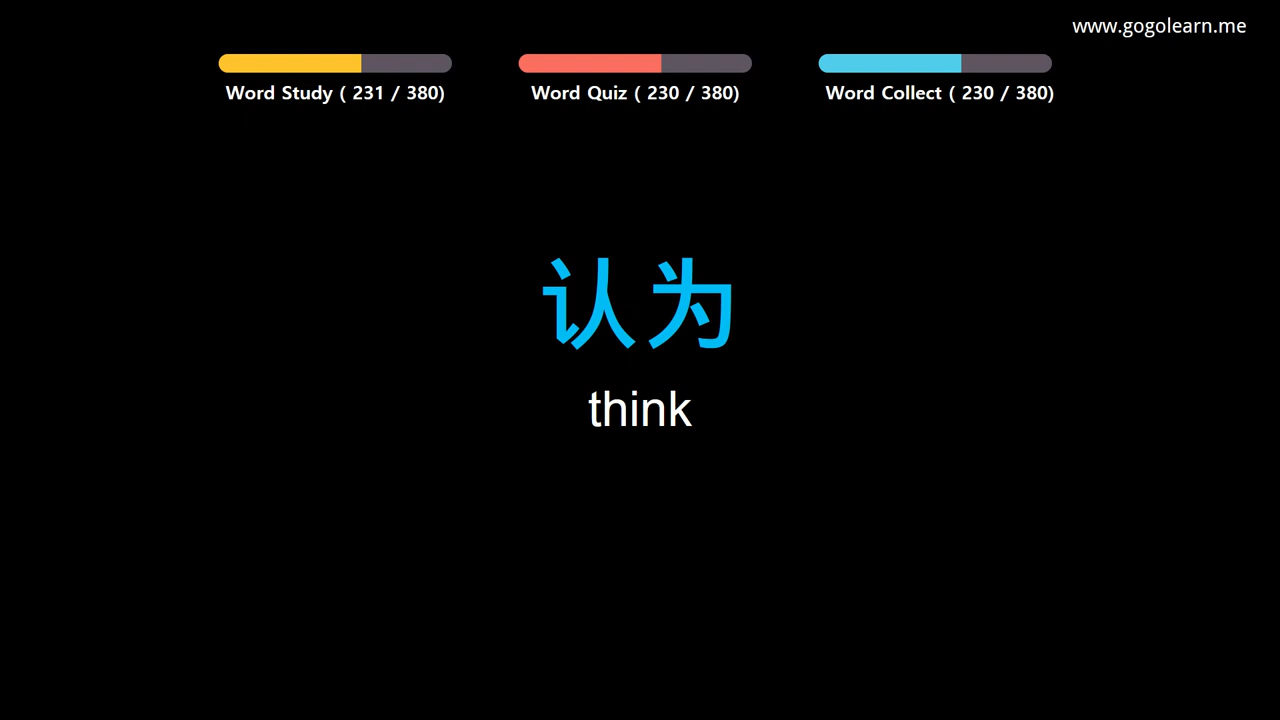 www.gogolearn.me
Word Study ( 231 / 380)
Word Quiz ( 230 / 380)
Word Collect ( 230 / 380)
认为
think